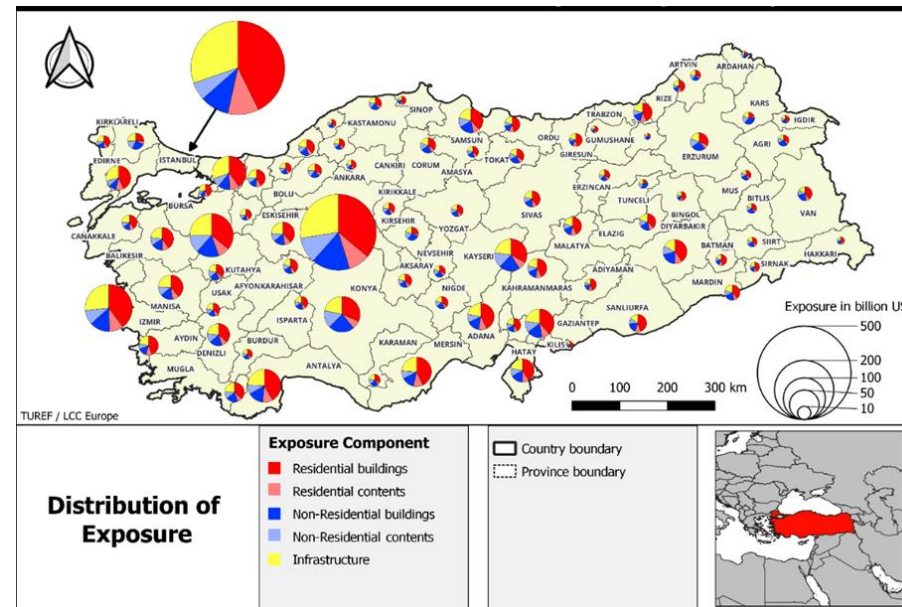 ARTVIN
ARDAHAN
RIZE
KARS
SINOP
KASTAMONU
TRABZON
IGDIR
KIRKLARELI
SAMSUN
ORDU
GUMUSHANE
EDIRNE
ISTANBUL
CANKIRI
CORUM
TOKAT
GIRESUN
ERZURUM
AGRI
ANKARA
AMASYA
BOLU
ERZINCAN
MUS
BURSA
KIRIKKALE
TUNCELI
BITLIS
ESKISEHIR
KIRSEHIR
SIVAS
BINGOL
VAN
CANAKKALE
YOZGAT
DIYARBAKIR
BALIKESIR
ELAZIG
MALATYA
BATMAN
SIIRT
NEVSEHIR
KAYSERI
HAKKARI
KUTAHYA
AKSARAY
SIRNAK
AFYONKARAHISAR
ADIYAMAN
MARDIN
USAK
KONYA
NIGDE
KAHRAMANMARAS
MANISA
SANLIURFA
IZMIR
ISPARTA
ADANA
GAZIANTEP
AYDIN
BURDUR
KARAMAN
MERSIN
KILIS
DENIZLI
HATAY
MUGLA
ANTALYA
Exposure in billion US
500
200
100
50
10
0 100 200 300 km
TUREF / LCC Europe
Distribution of
Exposure
Exposure Component
Residential buildings
Residential contents
Non-Residential buildings
Non-Residential contents
Infrastructure
Country boundary
Province boundary